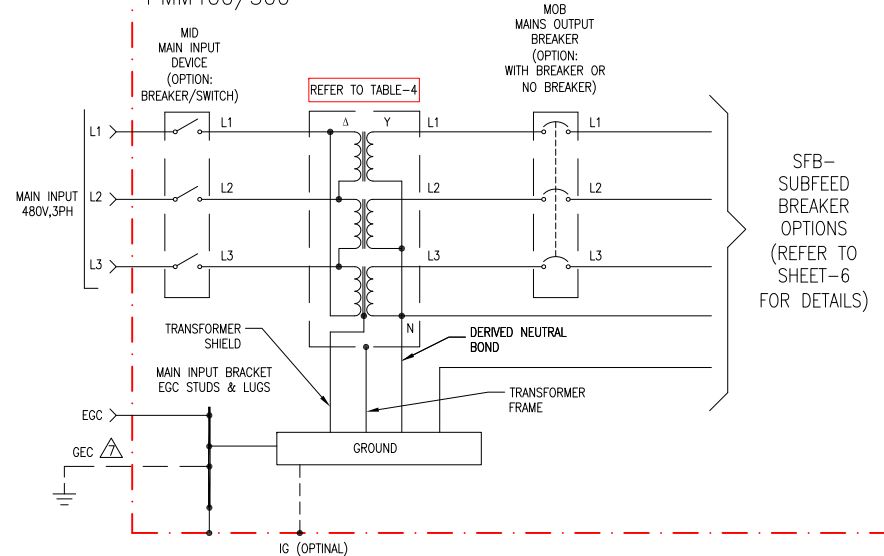 MID
MAIN INPUT
DEVICE
(OPTION:
BREAKER/SWITCH)
MOB
MAINS OUTPUT
BREAKER
(OPTION:
WITH BREAKER OR
NO BREAKER)
REFER TO TABLE-4
Δ Y
L1 L1 L1 L1
L2 L2 L2 L2
L3 L3 L3 L3
MAIN INPUT
480V,3PH
N
SFB-
SUBFEED
BREAKER
OPTIONS
(REFER TO
SHEET-6
FOR DETAILS)
TRANSFORMER
SHIELD
DERIVED NEUTRAL
BOND
MAIN INPUT BRACKET
EGC STUDS & LUGS
TRANSFORMER
FRAME
EGC
GEC 7
GROUND
IG (OPTINAL)